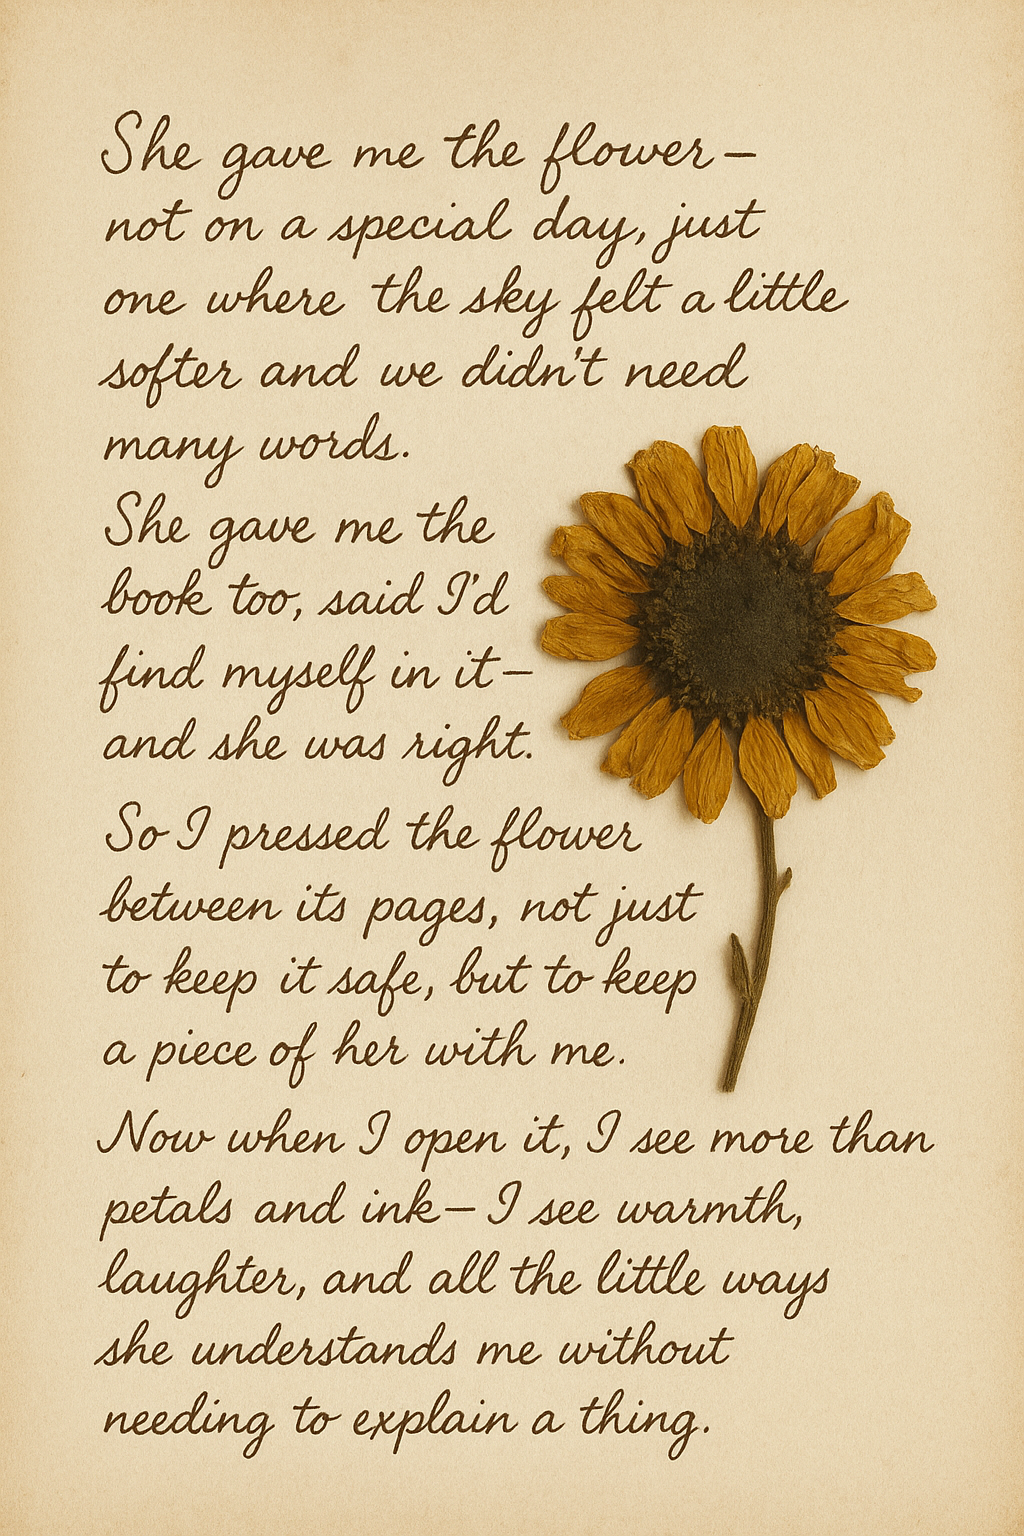 She gave me the flower—
not on a special day, just
one where the sky felt a little
softer and we didn't need
many words.
She gave me the
book too, said I'd
find myself in it—
and she was right.
So I pressed the flower
between its pages, not just
to keep it safe, but to keep
a piece of her with me.
Now when I open it, I see more than
petals and ink—I see warmth,
laughter, and all the little ways
she understands me without
needing to explain a thing.